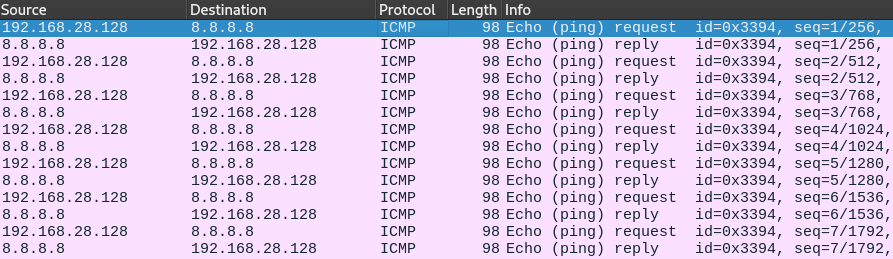 Source Destination Protocol Length Info
192.168.28.128 8.8.8.8 ICMP 98 Echo (ping) request id=0x3394, seq=1/256,
8.8.8.8 192.168.28.128 ICMP 98 Echo (ping) reply id=0x3394, seq=1/256,
192.168.28.128 8.8.8.8 ICMP 98 Echo (ping) request id=0x3394, seq=2/512,
8.8.8.8 192.168.28.128 ICMP 98 Echo (ping) reply id=0x3394, seq=2/512,
192.168.28.128 8.8.8.8 ICMP 98 Echo (ping) request id=0x3394, seq=3/768,
8.8.8.8 192.168.28.128 ICMP 98 Echo (ping) reply id=0x3394, seq=3/768,
192.168.28.128 8.8.8.8 ICMP 98 Echo (ping) request id=0x3394, seq=4/1024,
8.8.8.8 192.168.28.128 ICMP 98 Echo (ping) reply id=0x3394, seq=4/1024,
192.168.28.128 8.8.8.8 ICMP 98 Echo (ping) request id=0x3394, seq=5/1280,
8.8.8.8 192.168.28.128 ICMP 98 Echo (ping) reply id=0x3394, seq=5/1280,
192.168.28.128 8.8.8.8 ICMP 98 Echo (ping) request id=0x3394, seq=6/1536,
8.8.8.8 192.168.28.128 ICMP 98 Echo (ping) reply id=0x3394, seq=6/1536,
192.168.28.128 8.8.8.8 ICMP 98 Echo (ping) request id=0x3394, seq=7/1792,
8.8.8.8 192.168.28.128 ICMP 98 Echo (ping) reply id=0x3394, seq=7/1792,